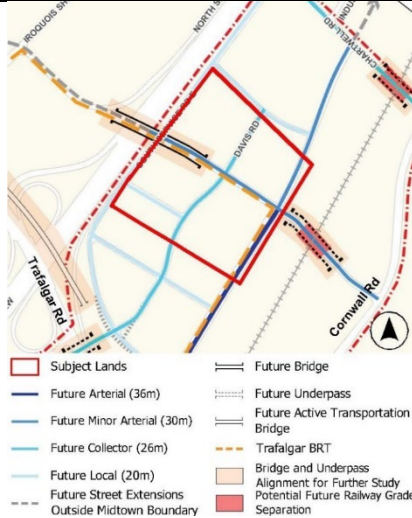 IROQUOIS SH
NORTH S
INDU
CHARTWELL-RD
DAVIS RD
Trafalgar Rd
Cornwall Rd
Subject Lands
Future Arterial (36m)
Future Minor Arterial (30m)
Future Collector (26m)
Future Local (20m)
Future Street Extensions
Outside Midtown Boundary
Future Bridge
Future Underpass
Future Active Transportation
Bridge
Trafalgar BRT
Bridge and Underpass
Alignment for Further Study
Potential Future Railway Grade
Separation